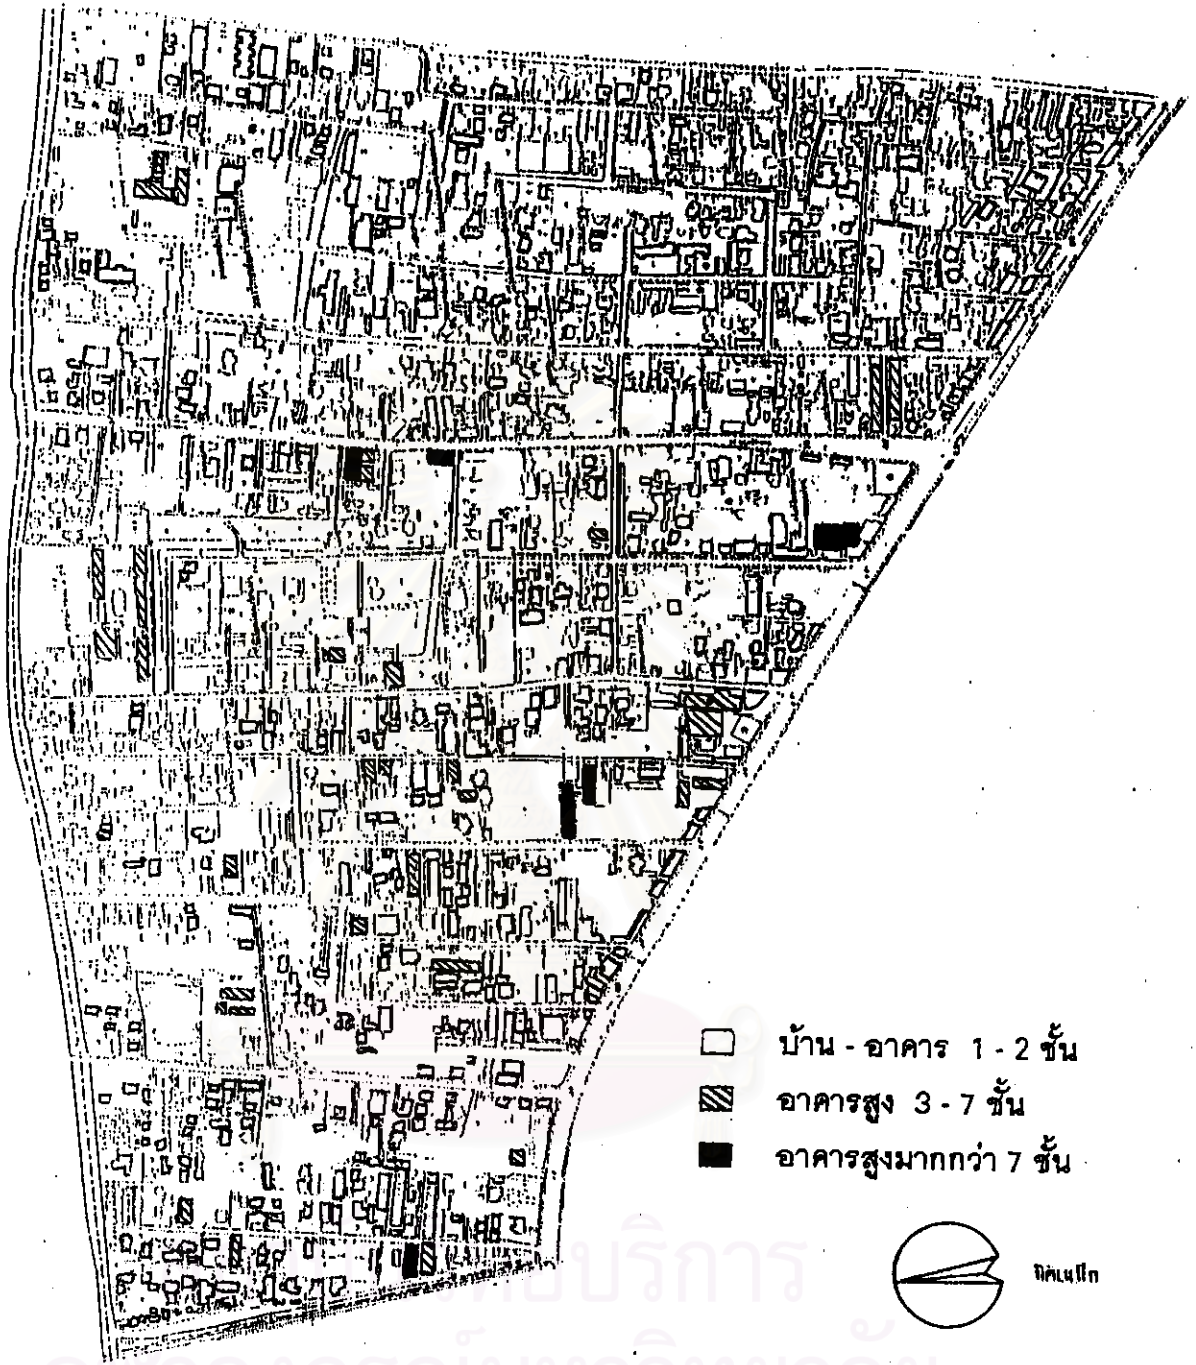 บ้าน - อาคาร 1 - 2 ชั้น
อาคารสูง 3 - 7 ชั้น
อาคารสูงมากกว่า 7 ชั้น
ทิศเหนือ